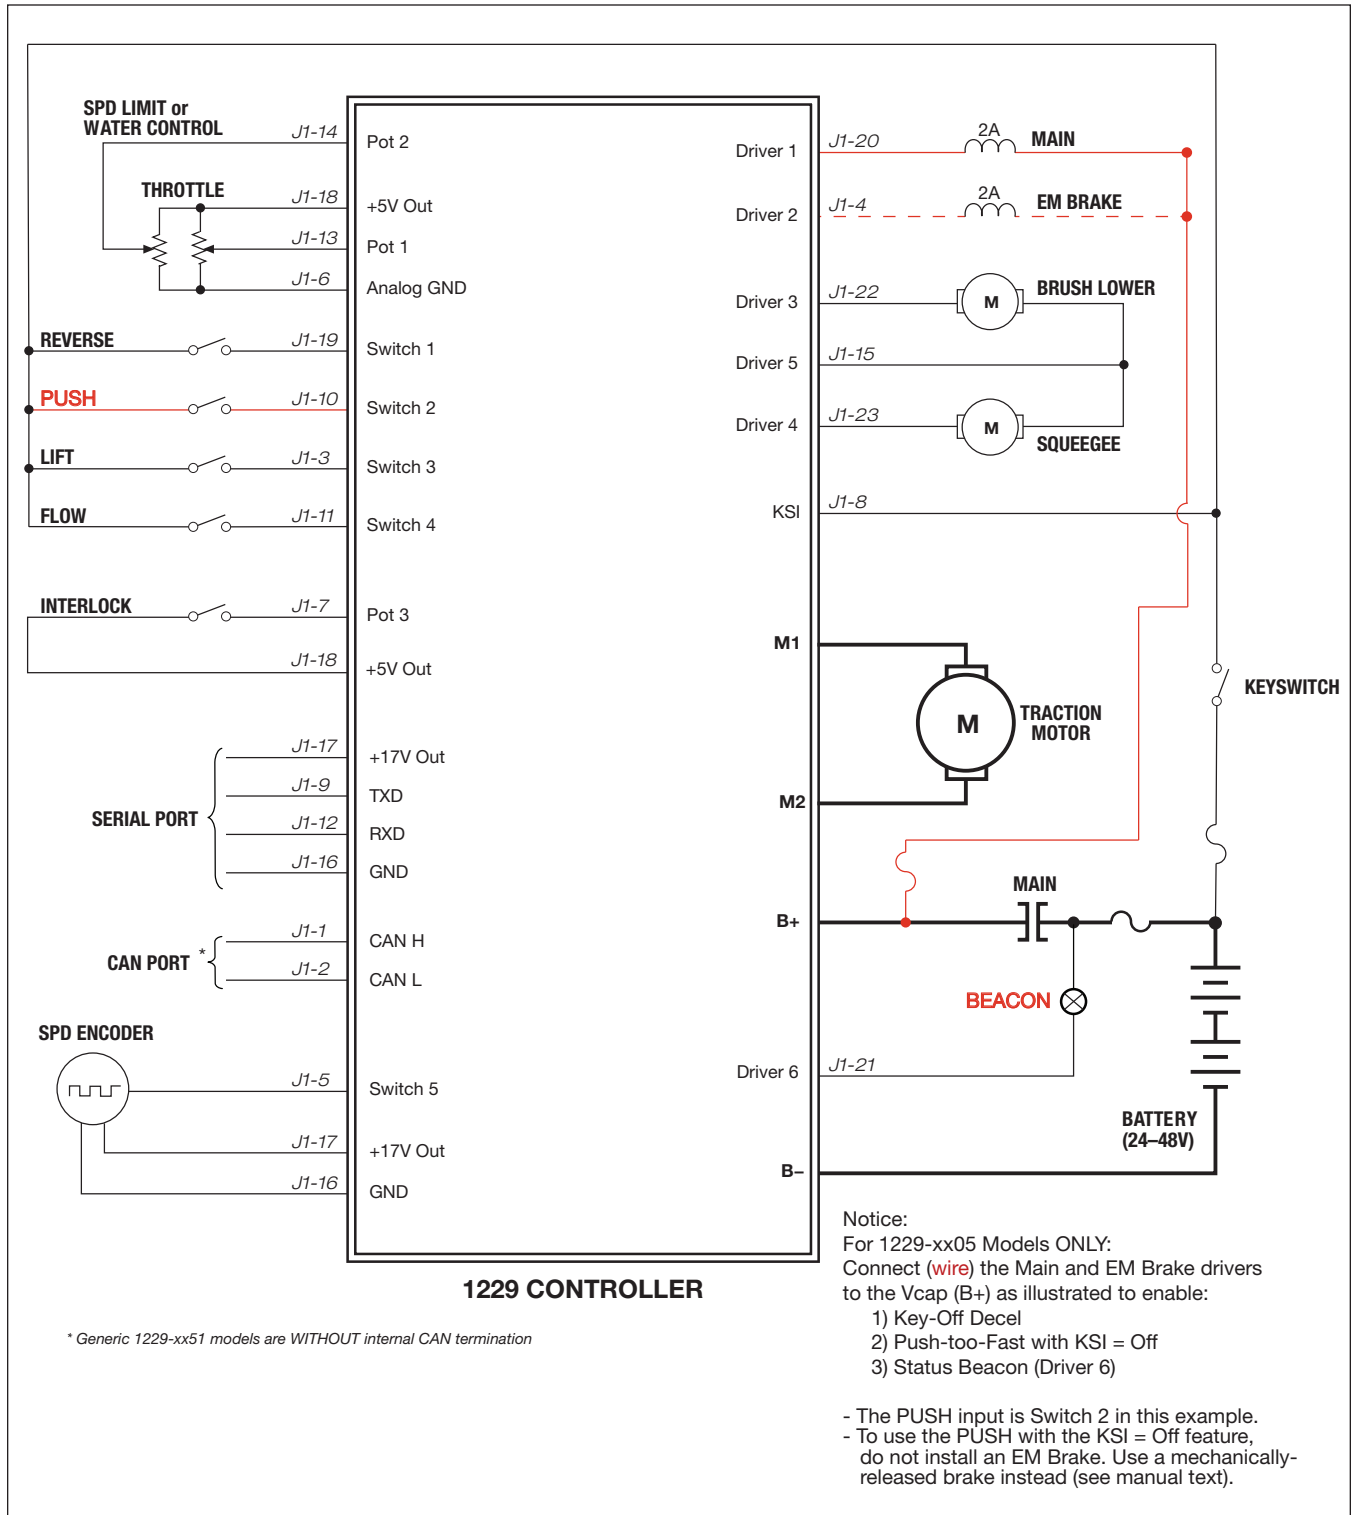 SPD LIMIT or
WATER CONTROL
J1-14
Pot 2
THROTTLE
J1-18
+5V Out
J1-13
Pot 1
J1-6
Analog GND
REVERSE
J1-19
Switch 1
PUSH
J1-10
Switch 2
LIFT
J1-3
Switch 3
FLOW
J1-11
Switch 4
INTERLOCK
J1-7
Pot 3
J1-18
+5V Out
SERIAL PORT
J1-17
+17V Out
J1-9
TXD
J1-12
RXD
J1-16
GND
CAN PORT *
J1-1
CAN H
J1-2
CAN L
SPD ENCODER
J1-5
Switch 5
J1-17
+17V Out
J1-16
GND
Driver 1
J1-20
2A
MAIN
Driver 2
J1-4
2A
EM BRAKE
Driver 3
J1-22
M
BRUSH LOWER
Driver 5
J1-15
Driver 4
J1-23
M
SQUEEGEE
KSI
J1-8
KEYSWITCH
M1
M
TRACTION
MOTOR
M2
MAIN
B+
BEACON
Driver 6
J1-21
BATTERY
(24–48V)
B–
1229 CONTROLLER
* Generic 1229-xx51 models are WITHOUT internal CAN termination
Notice:
For 1229-xx05 Models ONLY:
Connect (wire) the Main and EM Brake drivers
to the Vcap (B+) as illustrated to enable:
1) Key-Off Decel
2) Push-too-Fast with KSI = Off
3) Status Beacon (Driver 6)
- The PUSH input is Switch 2 in this example.
- To use the PUSH with the KSI = Off feature,
do not install an EM Brake. Use a mechanically-
released brake instead (see manual text).